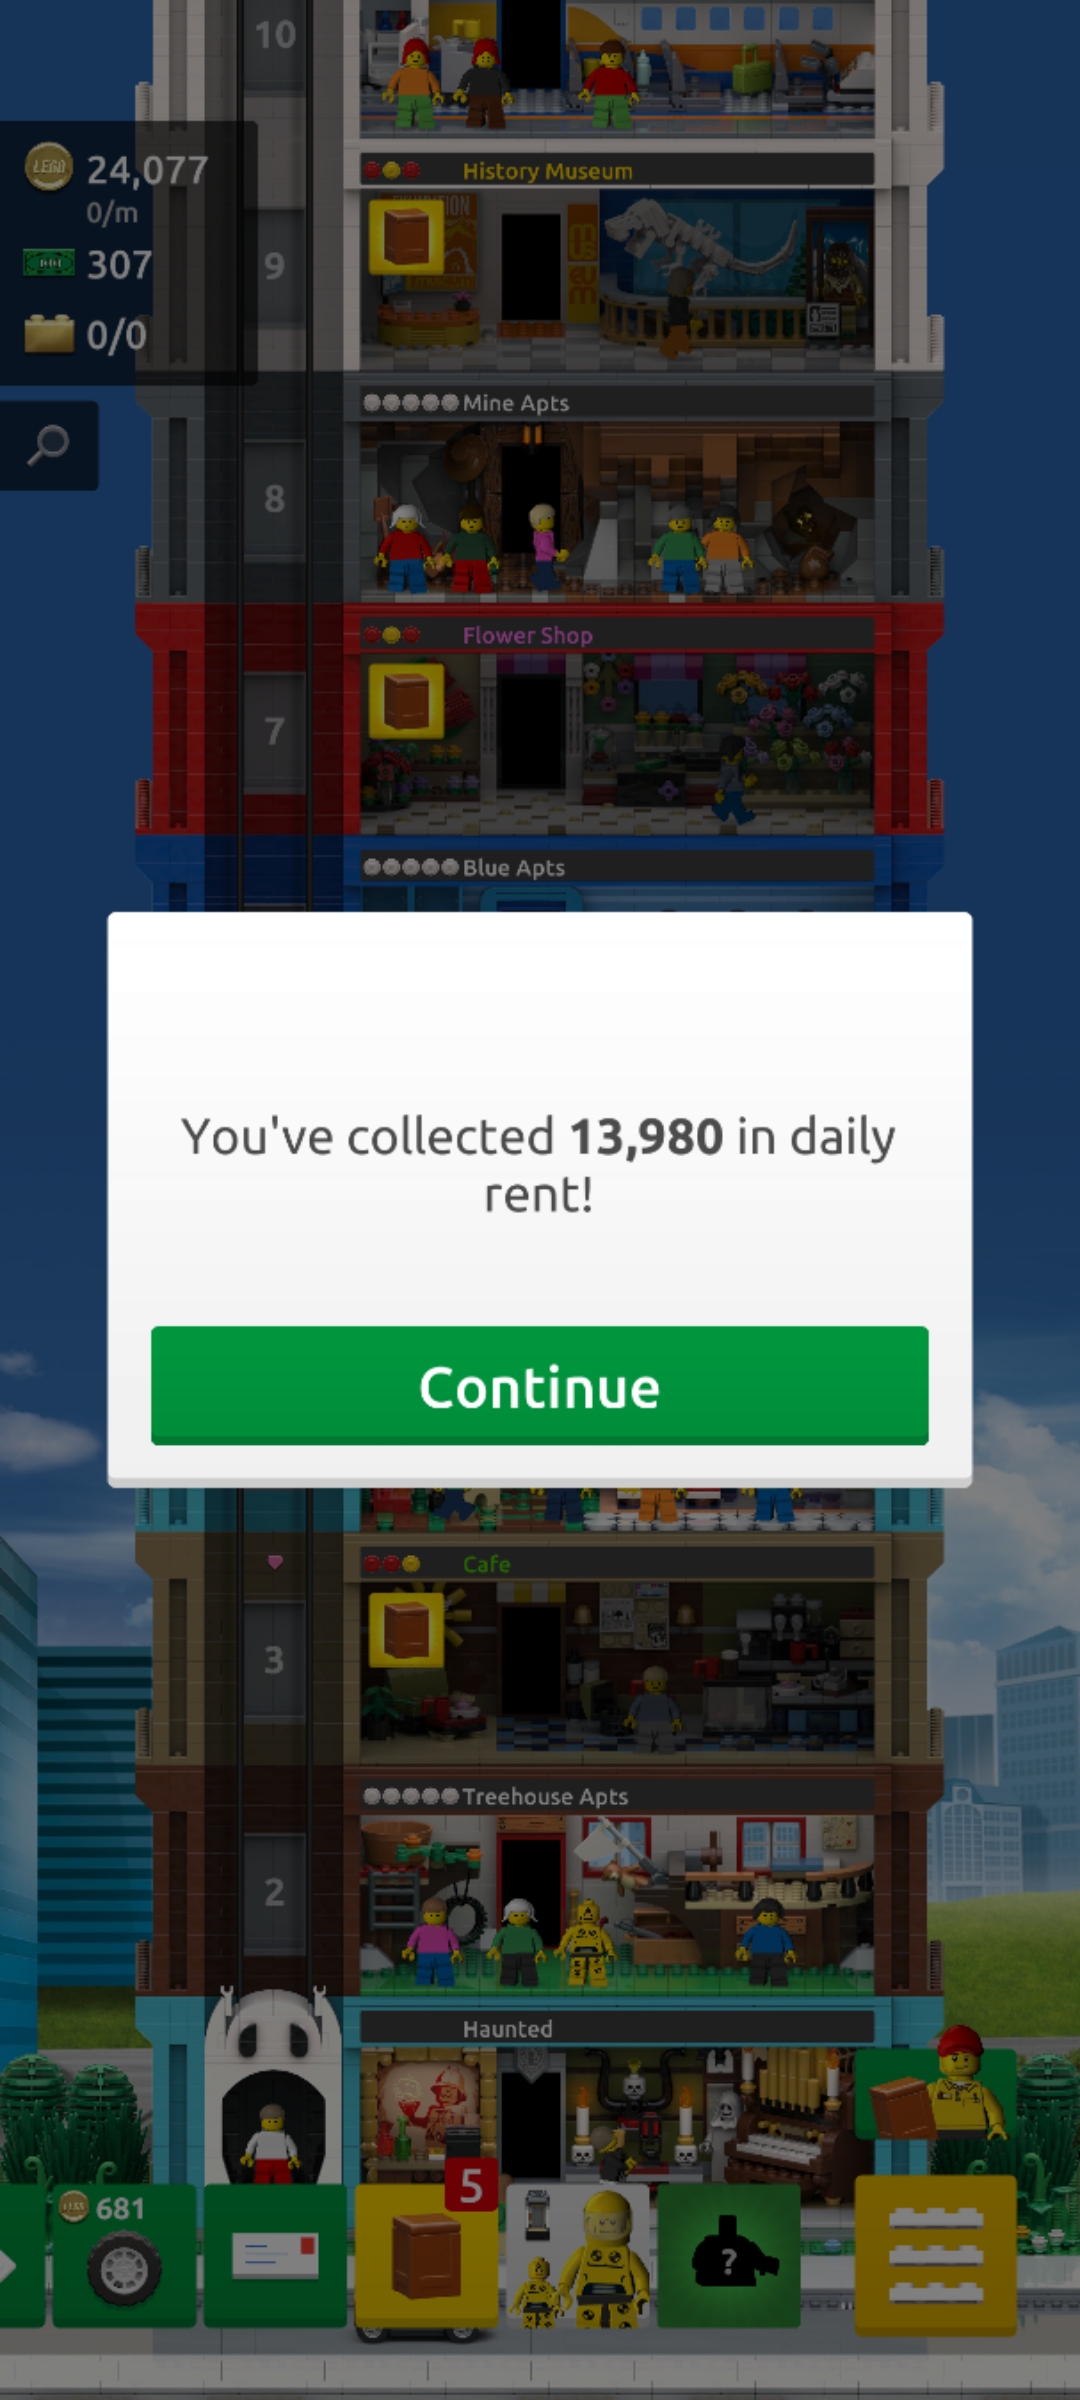 10
24,077
0/m
307
0/0
History Museum
9
Mine Apts
8
Flower Shop
7
Blue Apts
You've collected 13,980 in daily
rent!
Continue
Cafe
3
Treehouse Apts
2
Haunted
5
681
?